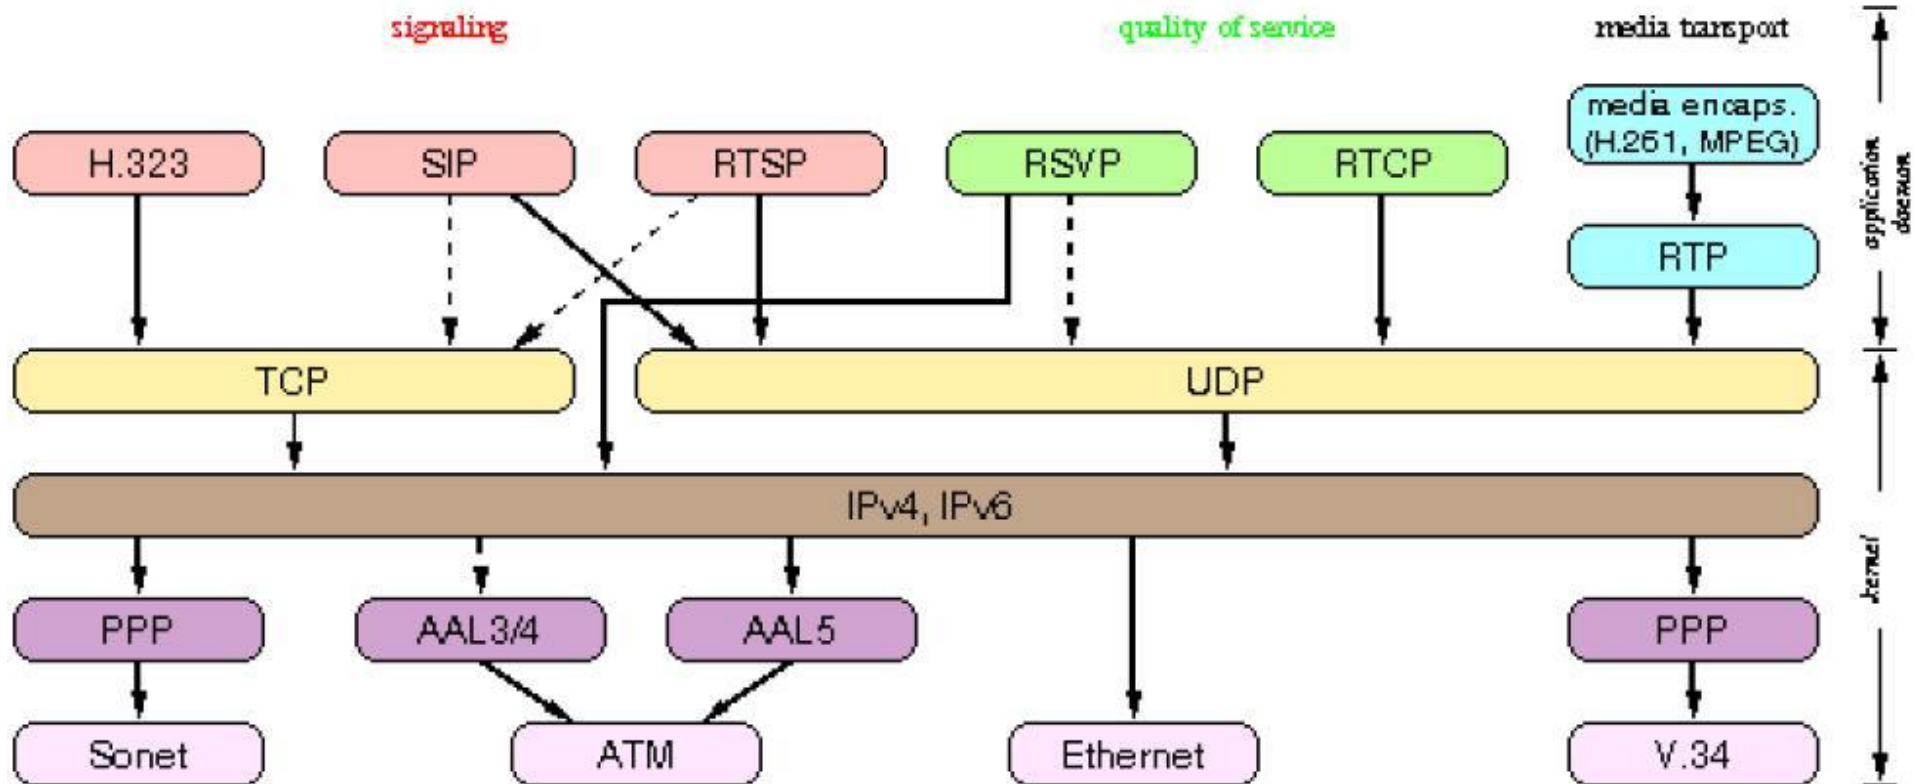 signaling
quality of service
media transport
media encaps.
(H.261, MPEG)
H.323
SIP
RTSP
RSVP
RTCP
RTP
application
daemon
TCP
UDP
IPv4, IPv6
kernel
PPP
AAL3/4
AAL5
PPP
Sonet
ATM
Ethernet
V.34